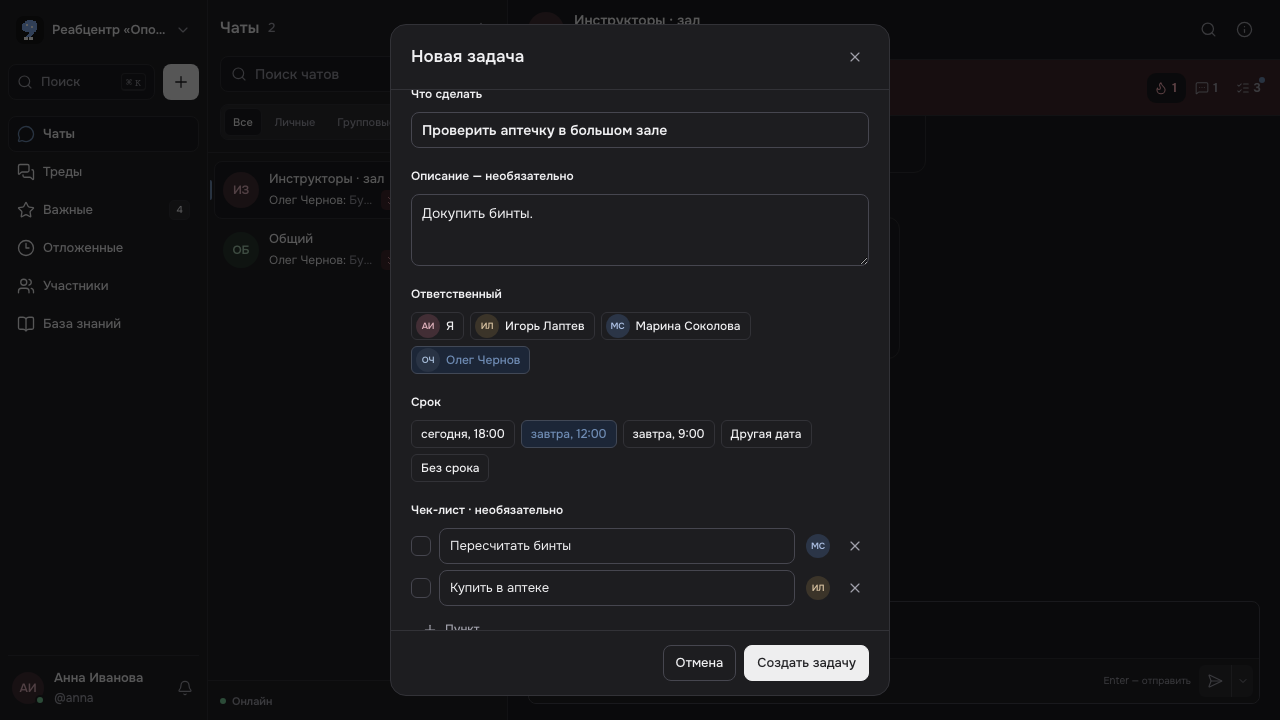 Реабцентр «Опо...
Поиск
⌘ K
Чаты
Треды
Важные
4
Отложенные
Участники
База знаний
АИ
Анна Иванова
@anna
Чаты 2
Поиск чатов
Все
Личные
ИЗ
Инструкторы · зал
Олег Чернов: Бу...
ОБ
Общий
Олег Чернов: Бу...
Онлайн
Инструкторы · зал
1
1
3
Enter — отправить
Новая задача
Что сделать
Проверить аптечку в большом зале
Описание — необязательно
Докупить бинты.
Ответственный
АИ Я
ИЛ Игорь Лаптев
МС Марина Соколова
ОЧ Олег Чернов
Срок
сегодня, 18:00
завтра, 12:00
завтра, 9:00
Другая дата
Без срока
Чек-лист · необязательно
Пересчитать бинты
МС
Купить в аптеке
ИЛ
Пункт
Отмена
Создать задачу